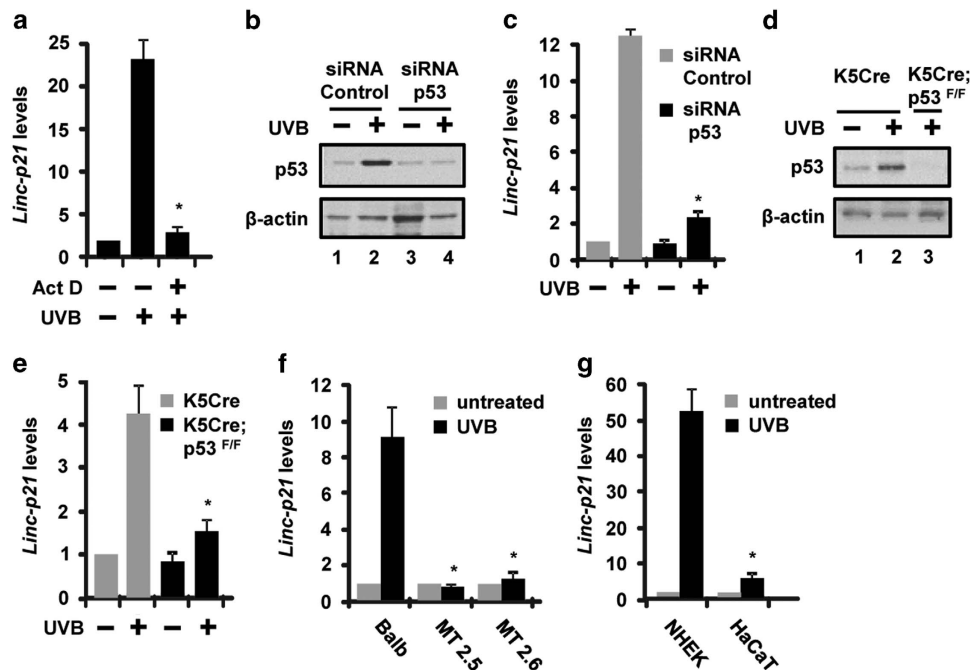 a
Linc-p21 levels
25
20
15
10
5
0
Act D − − +
UVB − + +
b
siRNA Control siRNA p53
UVB − + − +
p53
β-actin
1 2 3 4
c
Linc-p21 levels
12
10
8
6
4
2
0
siRNA Control
siRNA p53
*
UVB − + − +
d
K5Cre K5Cre; p53 F/F
UVB − + +
p53
β-actin
1 2 3
e
Linc-p21 levels
5
4
3
2
1
0
K5Cre
K5Cre; p53 F/F
*
UVB − + − +
f
Linc-p21 levels
12
10
8
6
4
2
0
untreated
UVB
* *
Balb MT 2.5 MT 2.6
g
Linc-p21 levels
60
50
40
30
20
10
0
untreated
UVB
*
NHEK HaCaT